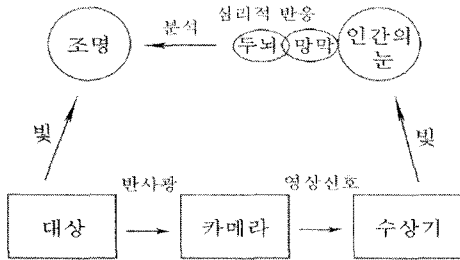 심리적 반응
분석
조명
두뇌
망막
인간의
눈
빛
빛
반사광
영상신호
대상
카메라
수상기